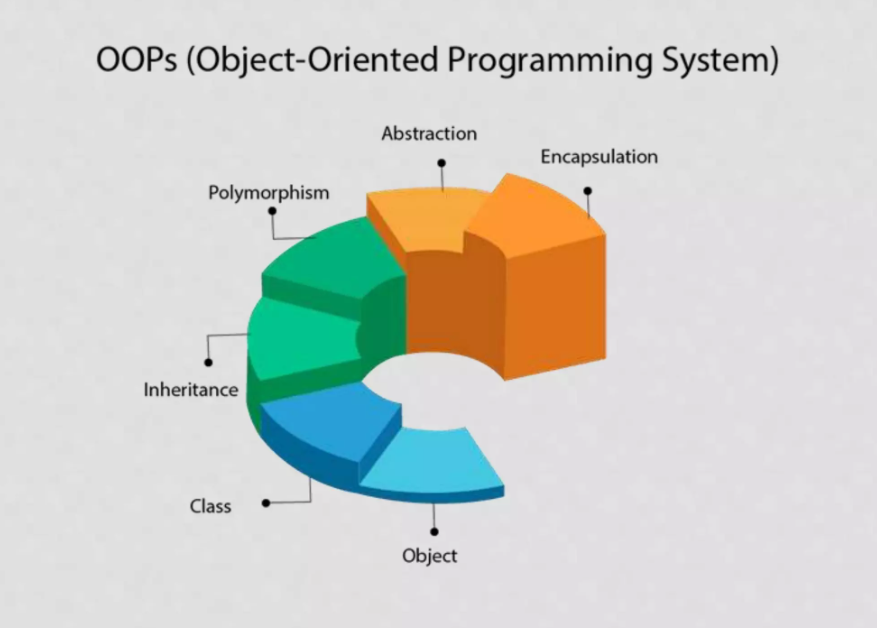 OOPs (Object-Oriented Programming System)
Abstraction
Encapsulation
Polymorphism
Inheritance
Class
Object